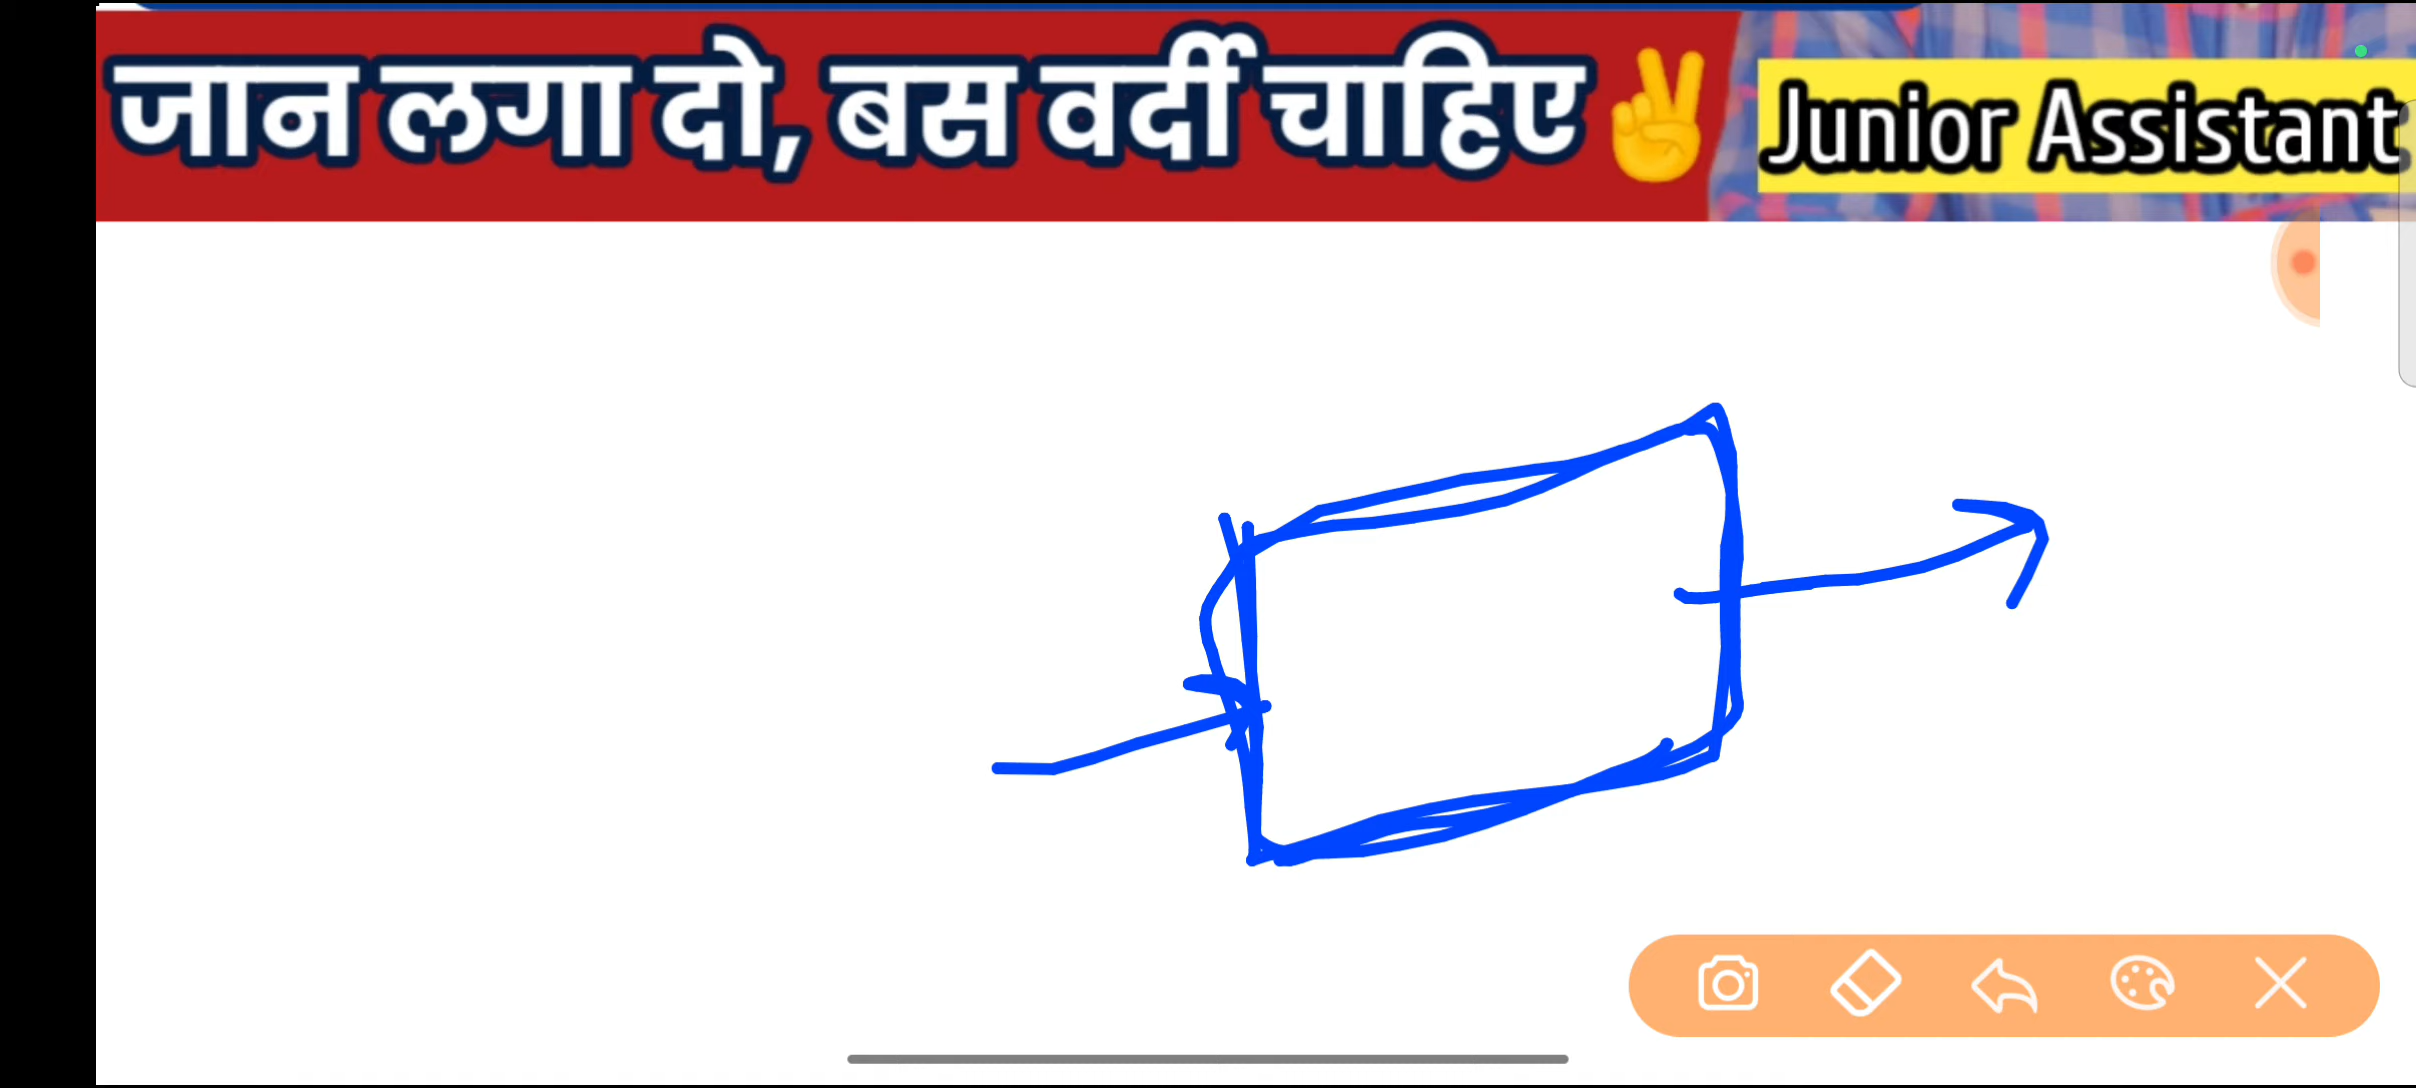 जान लगा दो, बस वर्दी चाहिए✌
Junior Assistant